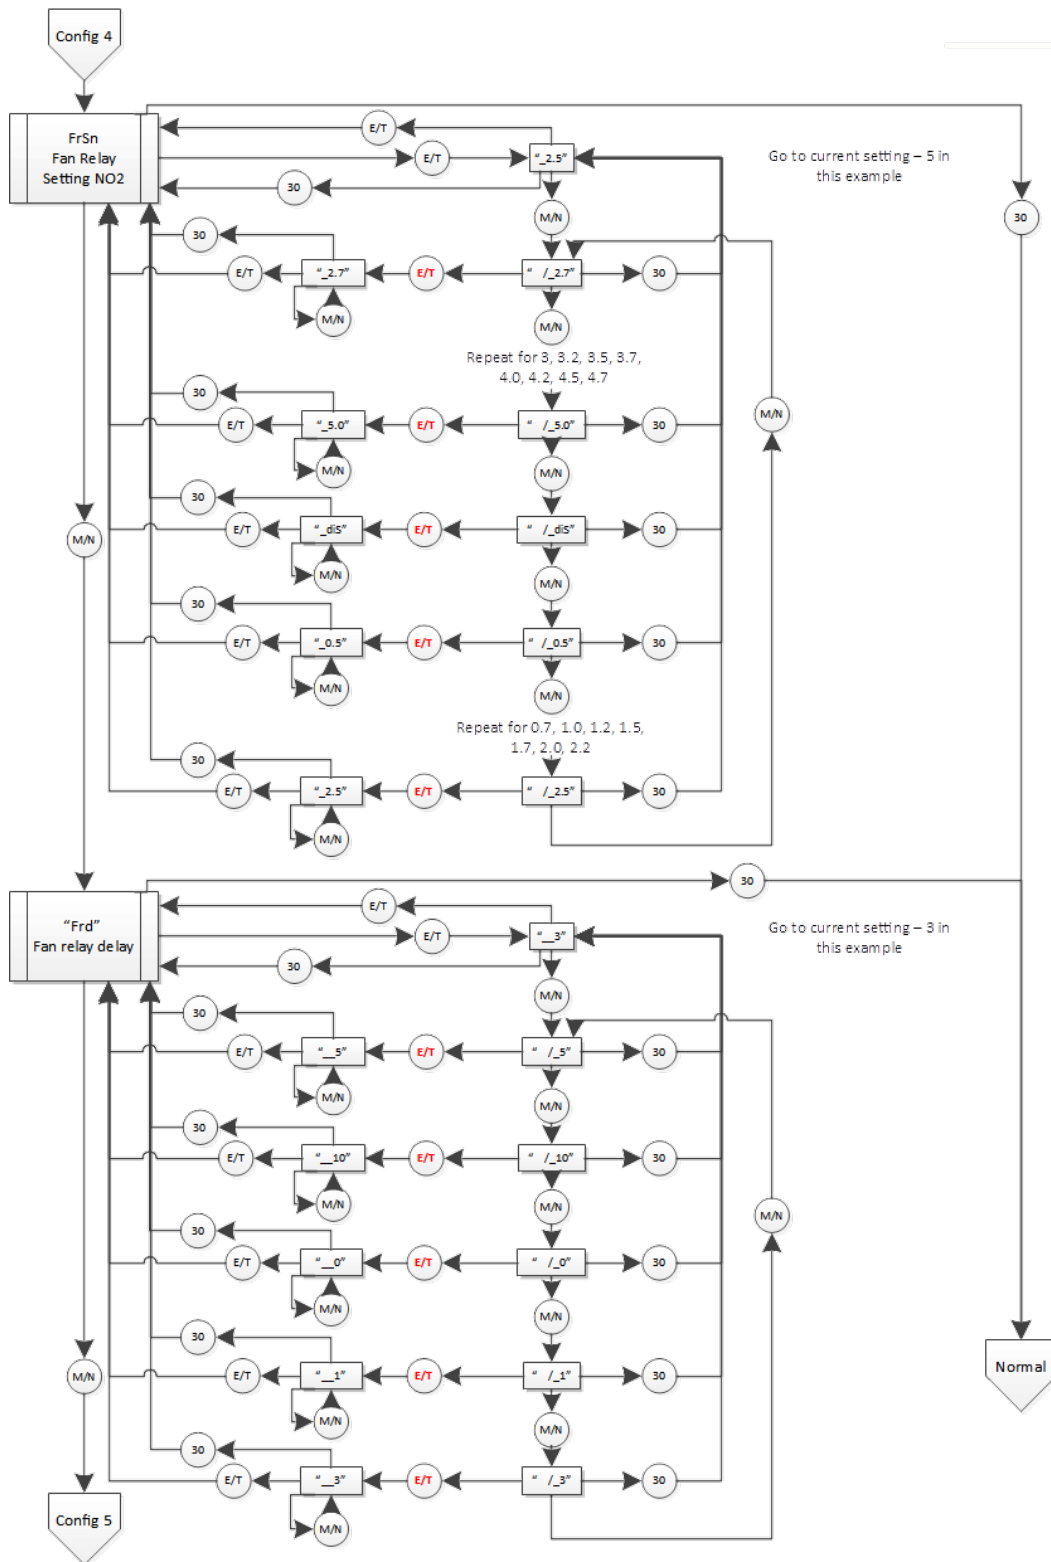 Config 4
FrSn
Fan Relay
Setting NO2
E/T
E/T
"_2.5"
30
Go to current setting – 5 in
this example
30
M/N
30
E/T
"_2.7"
E/T
" /_2.7"
30
M/N
M/N
Repeat for 3, 3.2, 3.5, 3.7,
4.0, 4.2, 4.5, 4.7
30
M/N
E/T
"_5.0"
E/T
" /_5.0"
30
M/N
M/N
30
E/T
"_diS"
E/T
" /_diS"
30
M/N
M/N
M/N
30
E/T
"_0.5"
E/T
" /_0.5"
30
M/N
M/N
Repeat for 0.7, 1.0, 1.2, 1.5,
1.7, 2.0, 2.2
30
E/T
"_2.5"
E/T
" /_2.5"
30
M/N
30
"Frd"
Fan relay delay
E/T
E/T
"__3"
30
Go to current setting – 3 in
this example
M/N
30
E/T
"__5"
E/T
" /_5"
30
M/N
M/N
30
E/T
"__10"
E/T
" /_10"
30
M/N
M/N
M/N
30
E/T
"__0"
E/T
" /_0"
30
M/N
M/N
30
E/T
"__1"
E/T
" /_1"
30
M/N
Normal
M/N
M/N
30
E/T
"__3"
E/T
" /_3"
30
M/N
Config 5